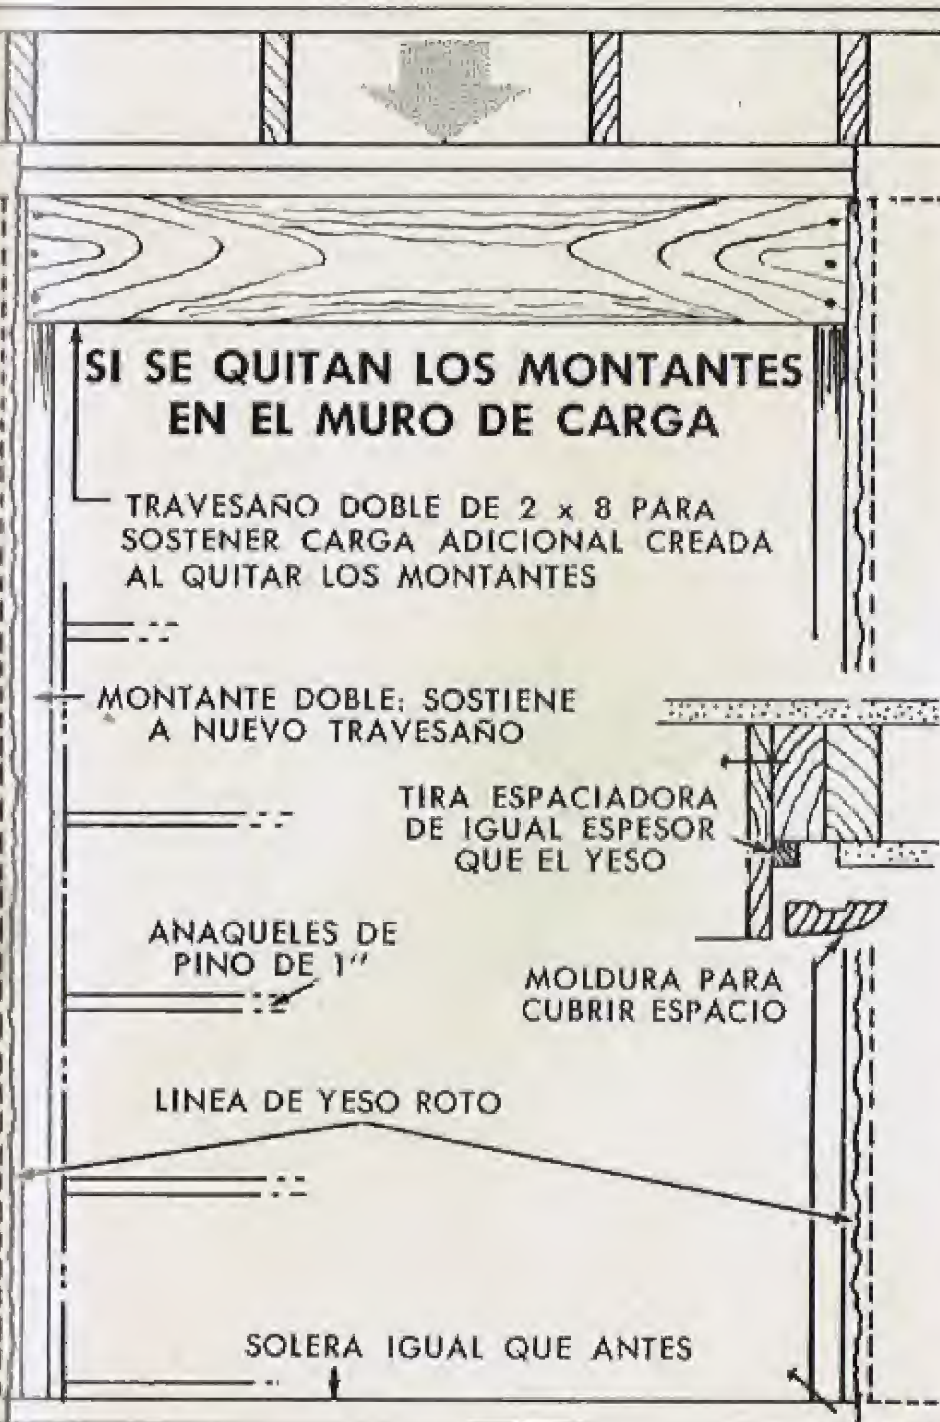 SI SE QUITAN LOS MONTANTES
EN EL MURO DE CARGA
TRAVESAÑO DOBLE DE 2 x 8 PARA
SOSTENER CARGA ADICIONAL CREADA
AL QUITAR LOS MONTANTES
MONTANTE DOBLE: SOSTIENE
A NUEVO TRAVESAÑO
TIRA ESPACIADORA
DE IGUAL ESPESOR
QUE EL YESO
ANAQUELES DE
PINO DE 1"
MOLDURA PARA
CUBRIR ESPACIO
LINEA DE YESO ROTO
SOLERA IGUAL QUE ANTES